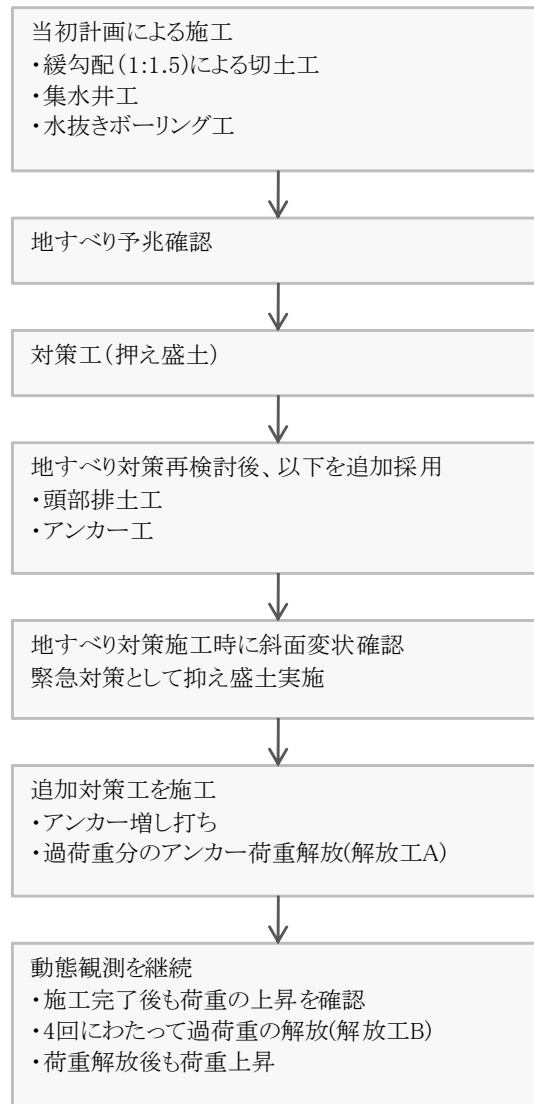 当初計画による施工
・緩勾配(1:1.5)による切土工
・集水井工
・水抜きボーリング工
地すべり予兆確認
対策工(押え盛土)
地すべり対策再検討後、以下を追加採用
・頭部排土工
・アンカー工
地すべり対策施工時に斜面変状確認
緊急対策として抑え盛土実施
追加対策工を施工
・アンカー増し打ち
・過荷重分のアンカー荷重解放(解放工A)
動態観測を継続
・施工完了後も荷重の上昇を確認
・4回にわたって過荷重の解放(解放工B)
・荷重解放後も荷重上昇